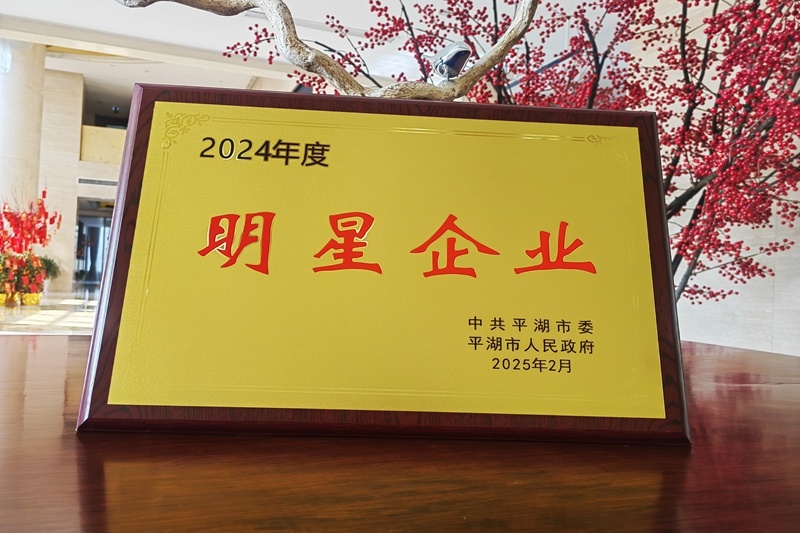 2024年度
明星企业
中共平湖市委
平湖市人民政府
2025年2月